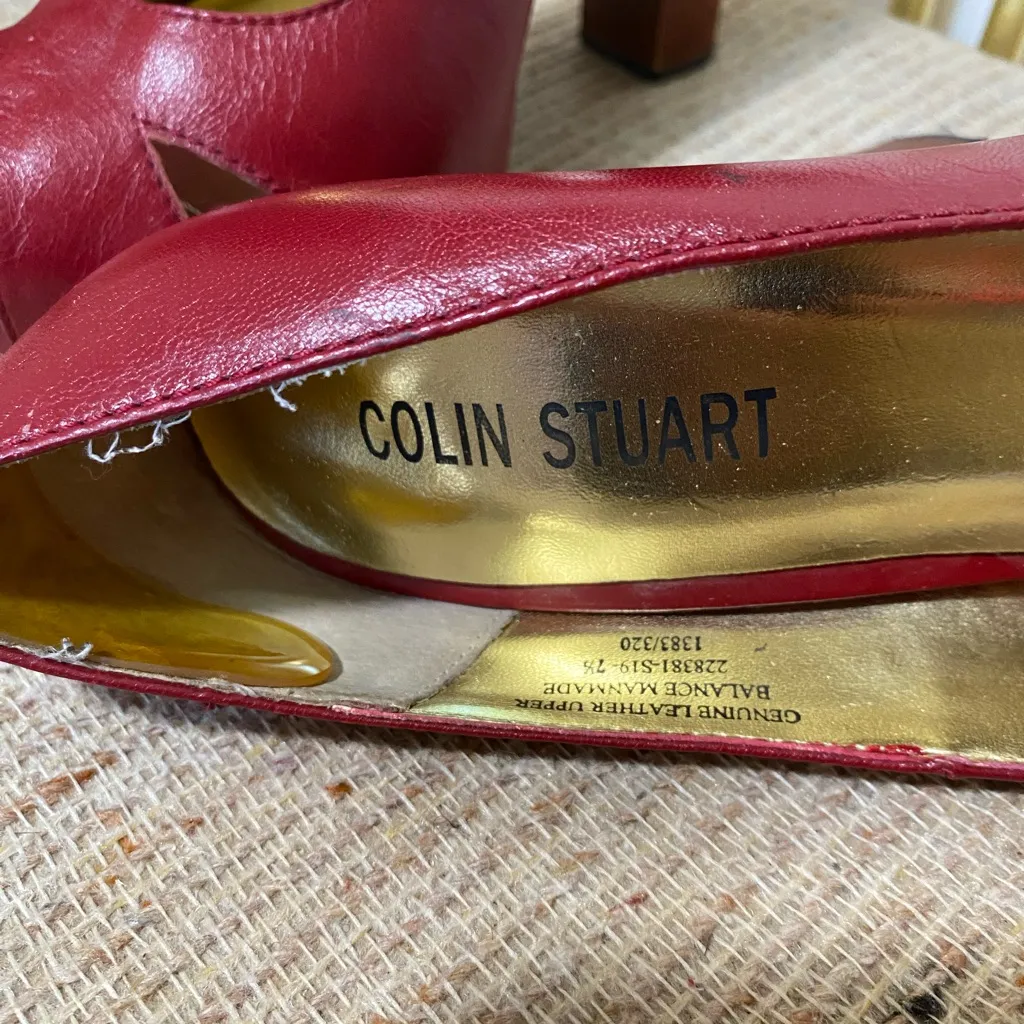 COLIN STUART
GENUINE LEATHER UPPER
BALANCE MANMADE
228381-S19- 7½
1383/320